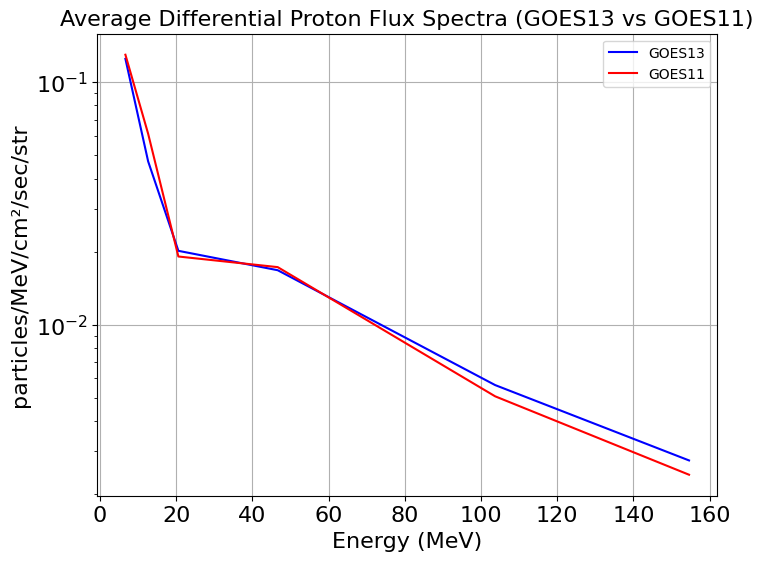 Average Differential Proton Flux Spectra (GOES13 vs GOES11)
GOES13
GOES11
10⁻¹
10⁻²
particles/MeV/cm²/sec/str
0 20 40 60 80 100 120 140 160
Energy (MeV)